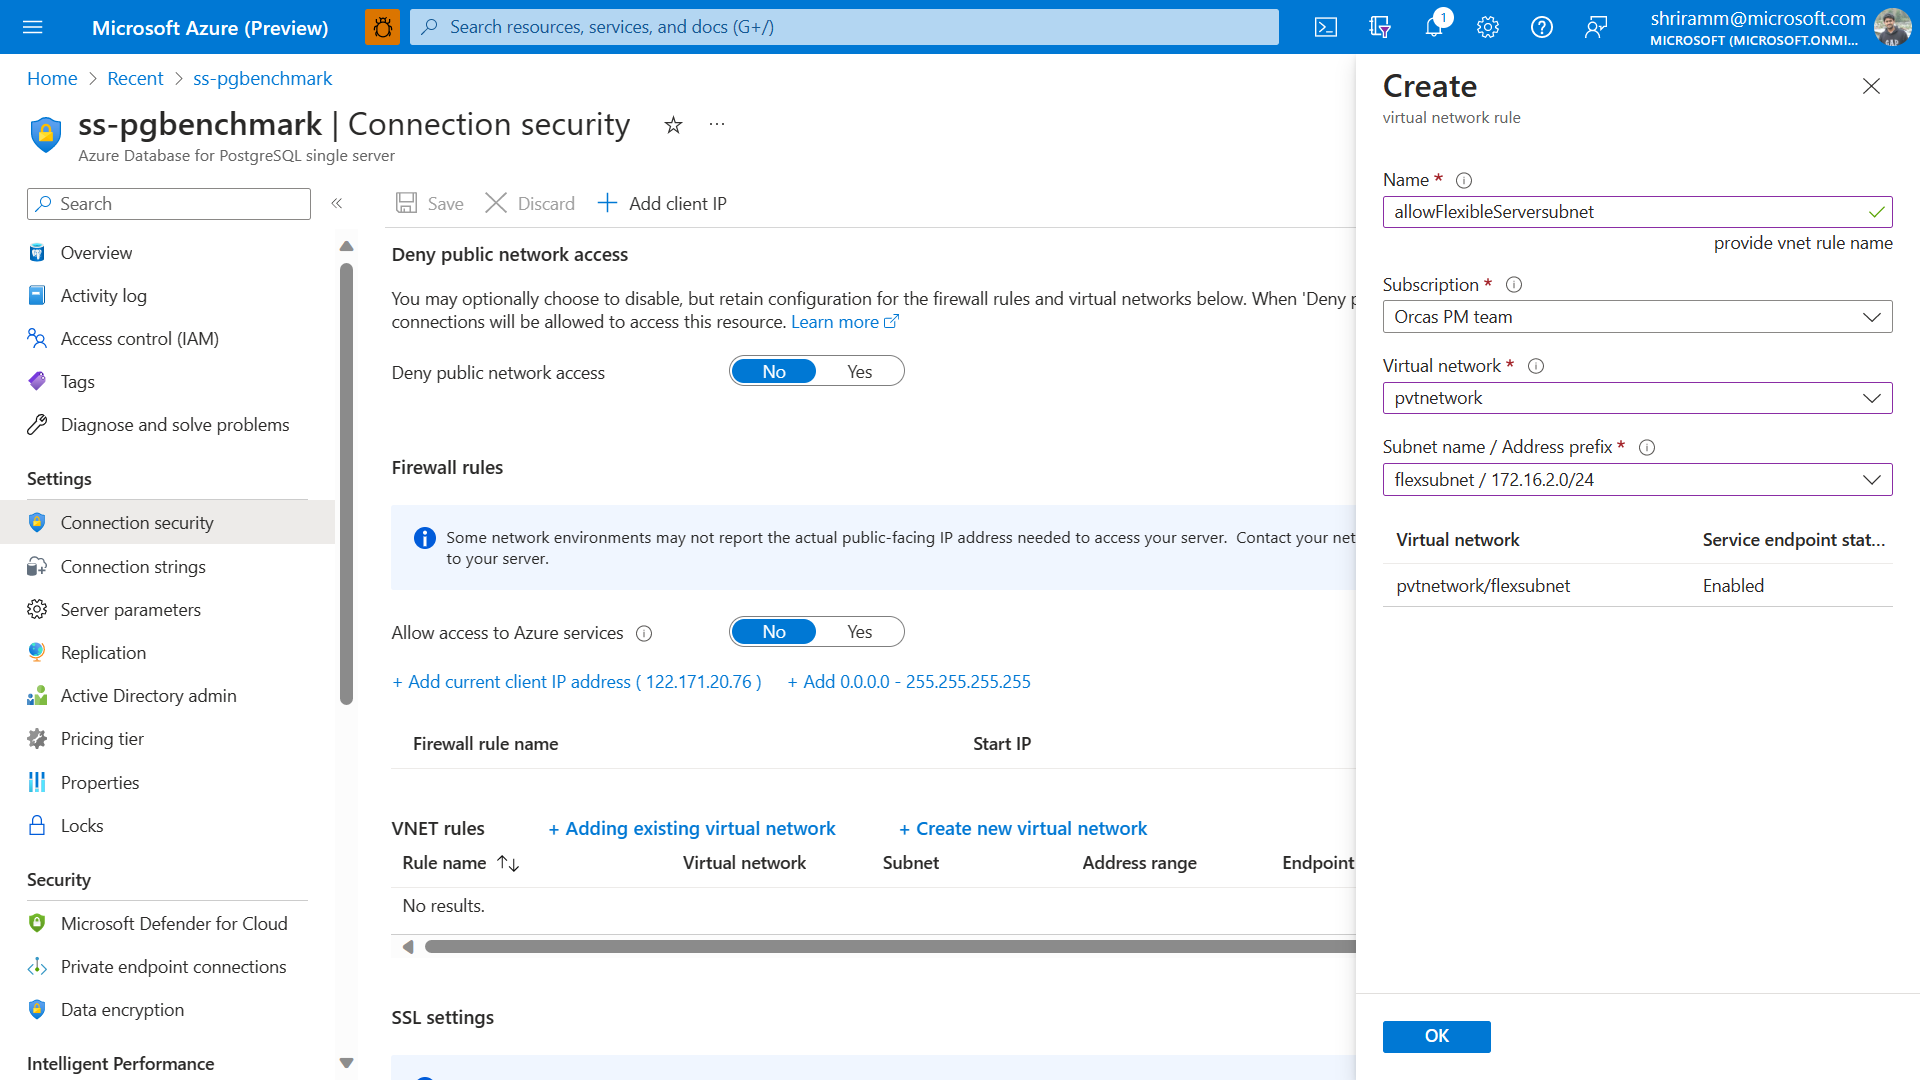 Microsoft Azure (Preview)
Search resources, services, and docs (G+/)
1
shriramm@microsoft.com
MICROSOFT (MICROSOFT.ONMI...
Home > Recent > ss-pgbenchmark
ss-pgbenchmark | Connection security
Azure Database for PostgreSQL single server
Search
Overview
Activity log
Access control (IAM)
Tags
Diagnose and solve problems
Settings
Connection security
Connection strings
Server parameters
Replication
Active Directory admin
Pricing tier
Properties
Locks
Security
Microsoft Defender for Cloud
Private endpoint connections
Data encryption
Intelligent Performance
Save Discard Add client IP
Deny public network access
You may optionally choose to disable, but retain configuration for the firewall rules and virtual networks below. When 'Deny p
connections will be allowed to access this resource. Learn more
Deny public network access No Yes
Firewall rules
Some network environments may not report the actual public-facing IP address needed to access your server. Contact your net
to your server.
Allow access to Azure services No Yes
+ Add current client IP address ( 122.171.20.76 ) + Add 0.0.0.0 - 255.255.255.255
Firewall rule name Start IP
VNET rules + Adding existing virtual network + Create new virtual network
Rule name Virtual network Subnet Address range Endpoint
No results.
SSL settings
Create
virtual network rule
Name *
allowFlexibleServersubnet
provide vnet rule name
Subscription *
Orcas PM team
Virtual network *
pvtnetwork
Subnet name / Address prefix *
flexsubnet / 172.16.2.0/24
Virtual network Service endpoint stat...
pvtnetwork/flexsubnet Enabled
OK